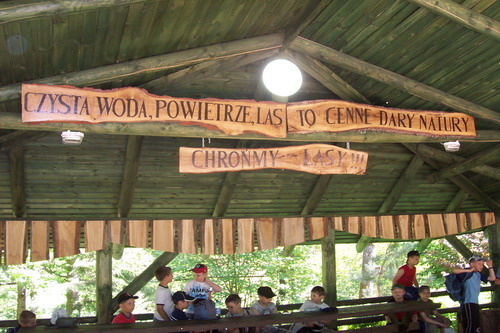 CZYSTA WODA, POWIETRZE, LAS TO CENNE DARY NATURY
CHROŃMY LASY !!!